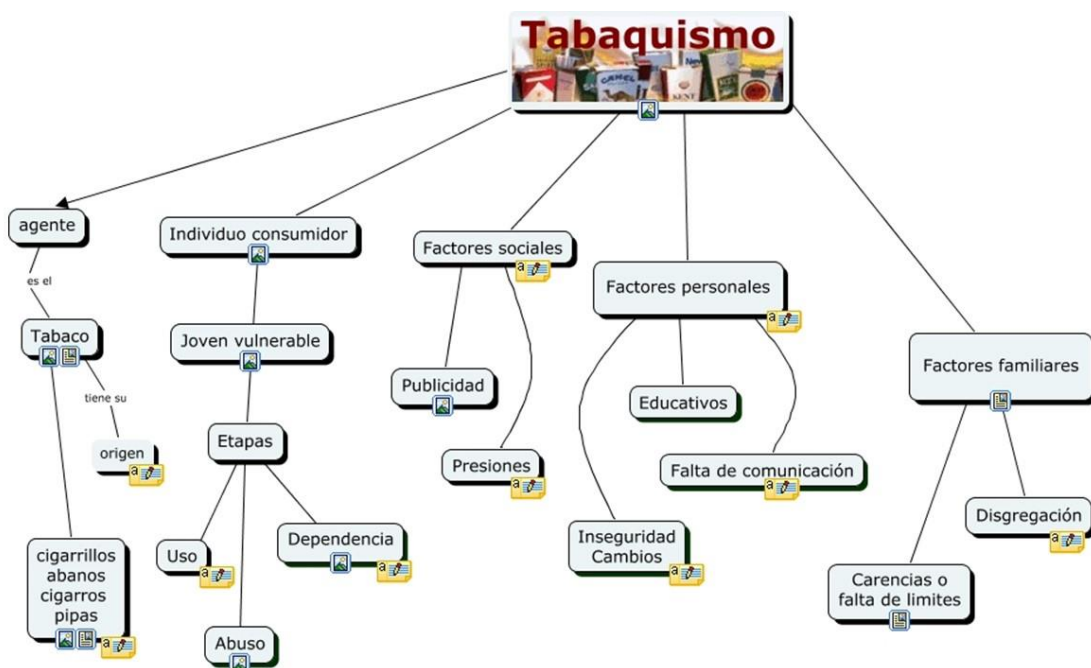 Tabaquismo
CAMEL
KENT
agente
Individuo consumidor
Factores sociales
Factores personales
es el
Tabaco
Joven vulnerable
Factores familiares
Publicidad
Educativos
tiene su
origen
Etapas
Presiones
Falta de comunicación
Uso
Dependencia
Inseguridad
Cambios
Disgregación
cigarrillos
abanos
cigarros
pipas
Carencias o
falta de limites
Abuso